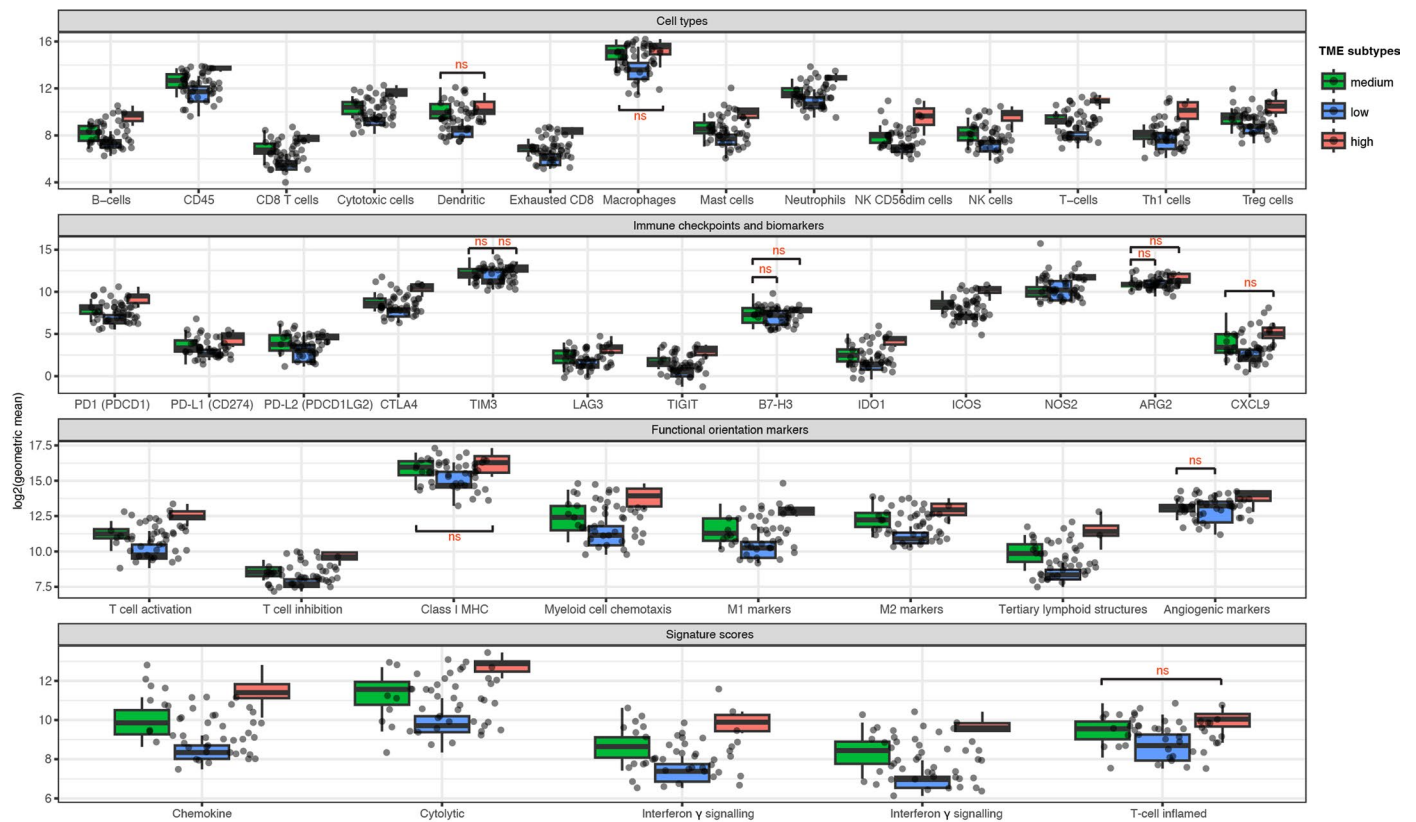 Cell types
TME subtypes
medium
low
high
16
12
8
4
ns
ns
B−cells CD45 CD8 T cells Cytotoxic cells Dendritic Exhausted CD8 Macrophages Mast cells Neutrophils NK CD56dim cells NK cells T−cells Th1 cells Treg cells
Immune checkpoints and biomarkers
15
10
5
0
ns ns
ns
ns
ns
ns
ns
PD1 (PDCD1) PD-L1 (CD274) PD-L2 (PDCD1LG2) CTLA4 TIM3 LAG3 TIGIT B7-H3 IDO1 ICOS NOS2 ARG2 CXCL9
log2(geometric mean)
Functional orientation markers
17.5
15.0
12.5
10.0
7.5
ns
ns
T cell activation T cell inhibition Class I MHC Myeloid cell chemotaxis M1 markers M2 markers Tertiary lymphoid structures Angiogenic markers
Signature scores
12
10
8
6
ns
Chemokine Cytolytic Interferon γ signalling Interferon γ signalling T-cell inflamed